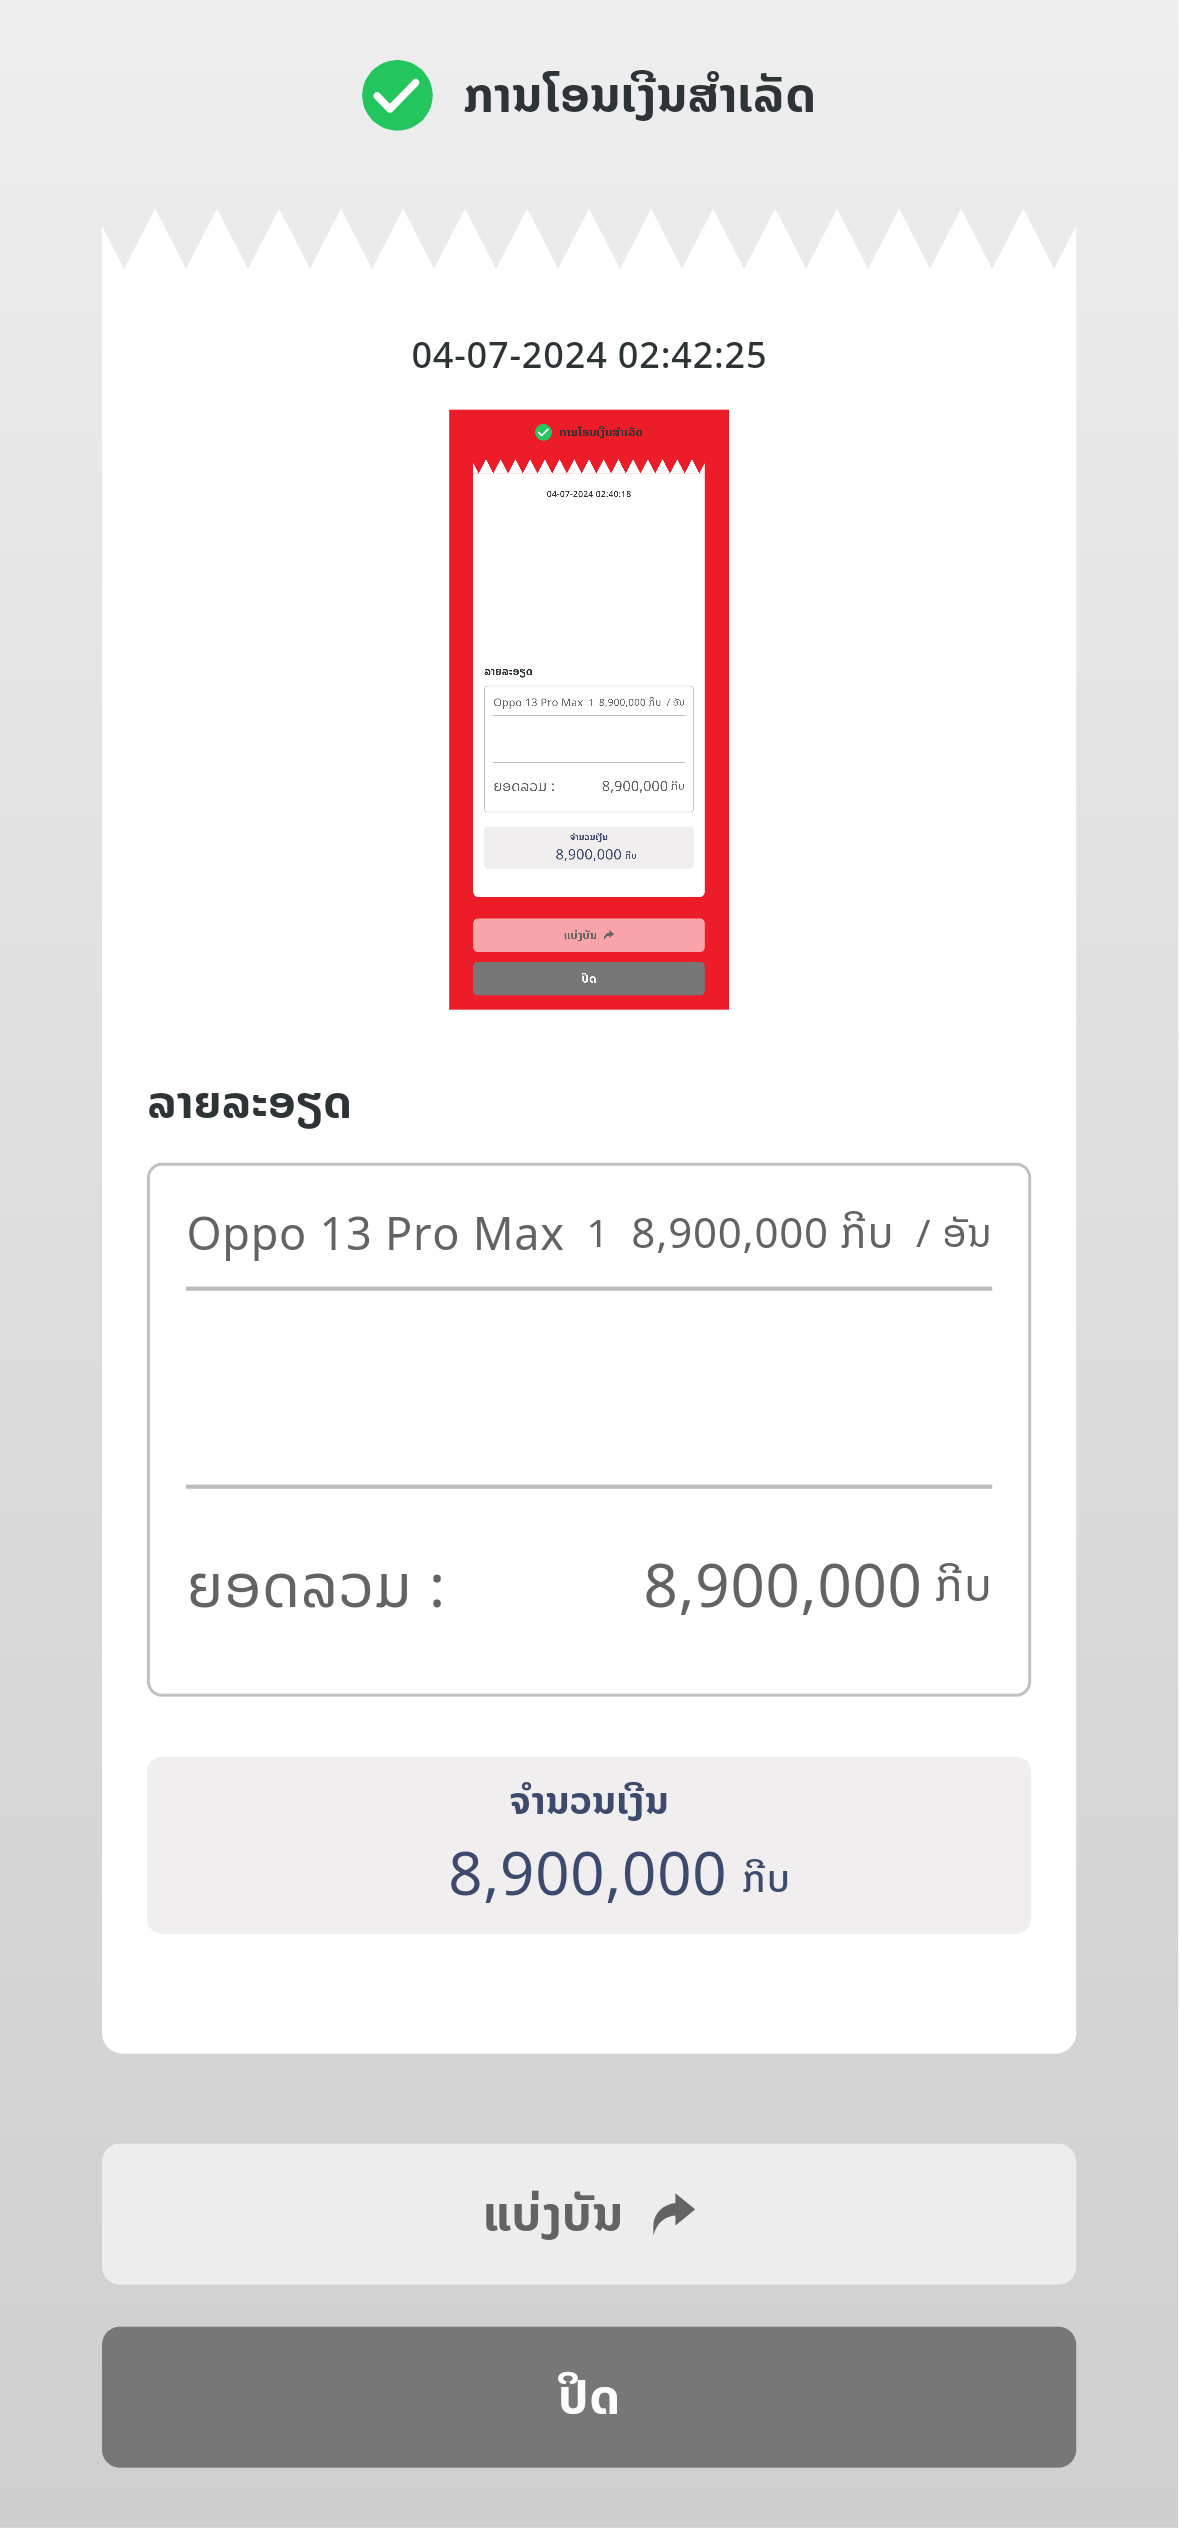 ການໂອນເງີນສຳເລັດ
04-07-2024 02:42:25
ການໂອນເງີນສຳເລັດ
04-07-2024 02:40:18
ລາຍລະອຽດ
Oppo 13 Pro Max 1 8,900,000 ກີບ / ອັນ
ຍອດລວມ : 8,900,000 ກີບ
ຈຳນວນເງີນ
8,900,000 ກີບ
ແບ່ງບັນ
ປິດ
ລາຍລະອຽດ
Oppo 13 Pro Max 1 8,900,000 ກີບ / ອັນ
ຍອດລວມ : 8,900,000 ກີບ
ຈຳນວນເງີນ
8,900,000 ກີບ
ແບ່ງບັນ
ປິດ